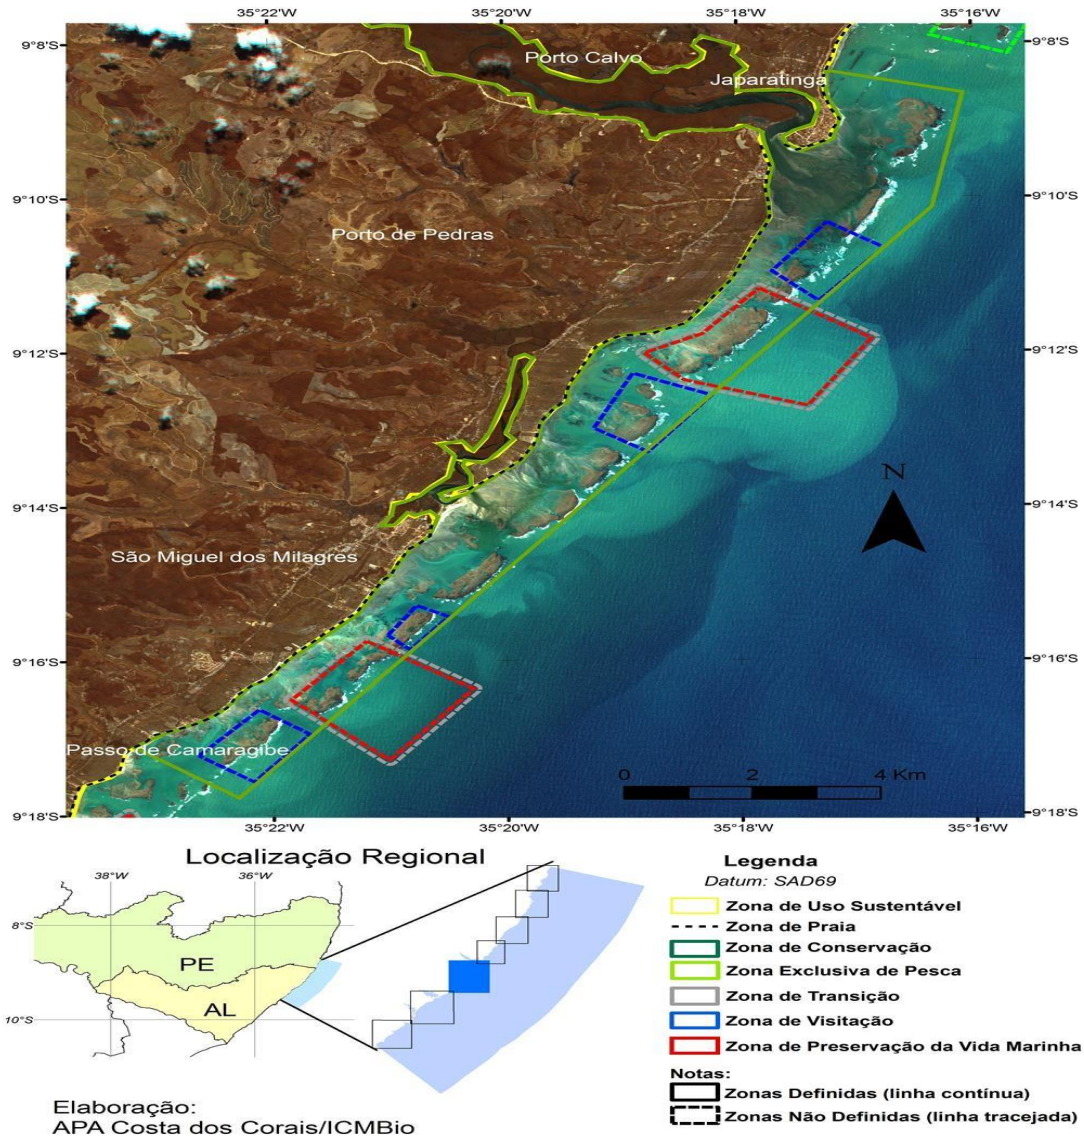 35°22'W 35°20'W 35°18'W 35°16'W
9°8'S 9°8'S
Porto Calvo
Japaratinga
9°10'S 9°10'S
Porto de Pedras
9°12'S 9°12'S
N
9°14'S 9°14'S
São Miguel dos Milagres
9°16'S 9°16'S
Passo de Camaragibe
0 2 4 Km
9°18'S 9°18'S
35°22'W 35°20'W 35°18'W 35°16'W
Localização Regional
38°W 36°W
8°S
PE
AL
10°S
Elaboração:
APA Costa dos Corais/ICMBio
Legenda
Datum: SAD69
Zona de Uso Sustentável
Zona de Praia
Zona de Conservação
Zona Exclusiva de Pesca
Zona de Transição
Zona de Visitação
Zona de Preservação da Vida Marinha
Notas:
Zonas Definidas (linha contínua)
Zonas Não Definidas (linha tracejada)